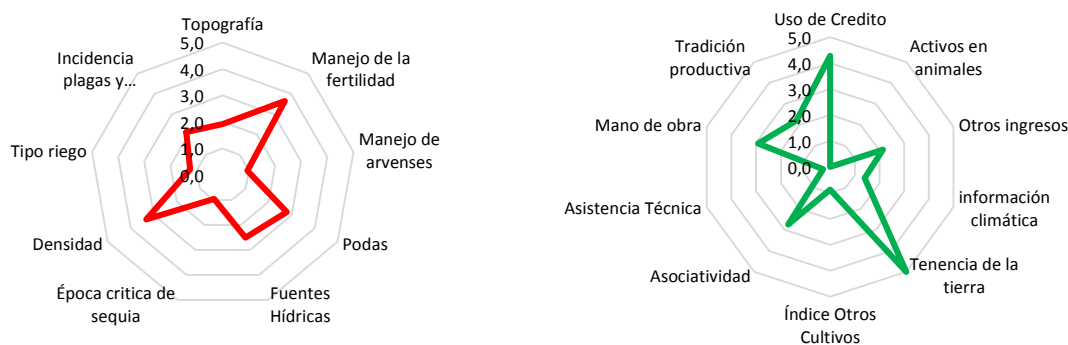 Topografía
Manejo de la
fertilidad
Manejo de
arvenses
Podas
Fuentes
Hídricas
Época critica de
sequia
Densidad
Tipo riego
Incidencia
plagas y…
5,0
4,0
3,0
2,0
1,0
0,0
Uso de Credito
Activos en
animales
Otros ingresos
información
climática
Tenencia de la
tierra
Índice Otros
Cultivos
Asociatividad
Asistencia Técnica
Mano de obra
Tradición
productiva
5,0
4,0
3,0
2,0
1,0
0,0